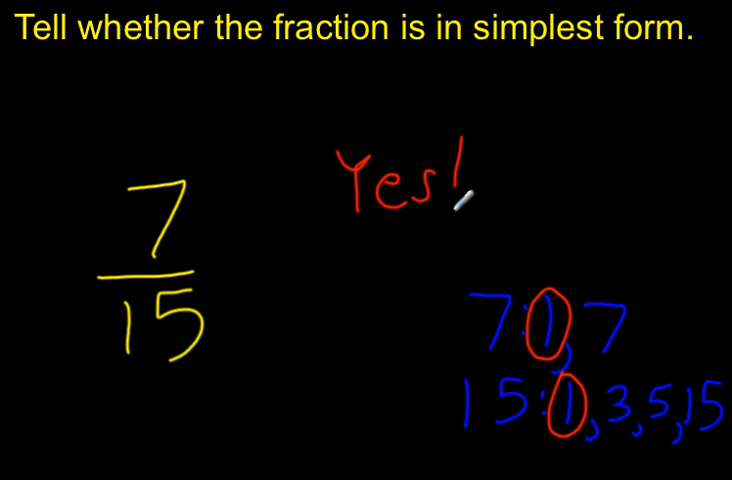 Tell whether the fraction is in simplest form.
Yes!
7
15
7:1,7
15:1,3,5,15